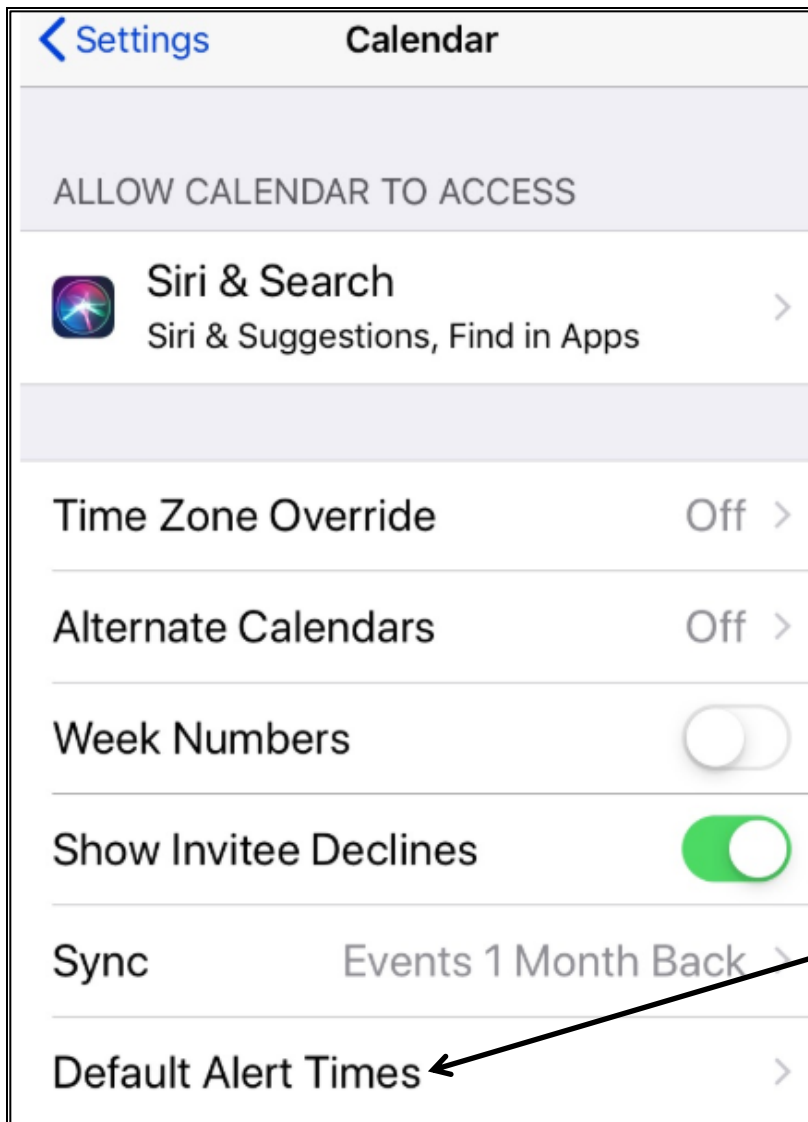 Settings
Calendar
ALLOW CALENDAR TO ACCESS
Siri & Search
Siri & Suggestions, Find in Apps
Time Zone Override Off
Alternate Calendars Off
Week Numbers
Show Invitee Declines
Sync Events 1 Month Back
Default Alert Times